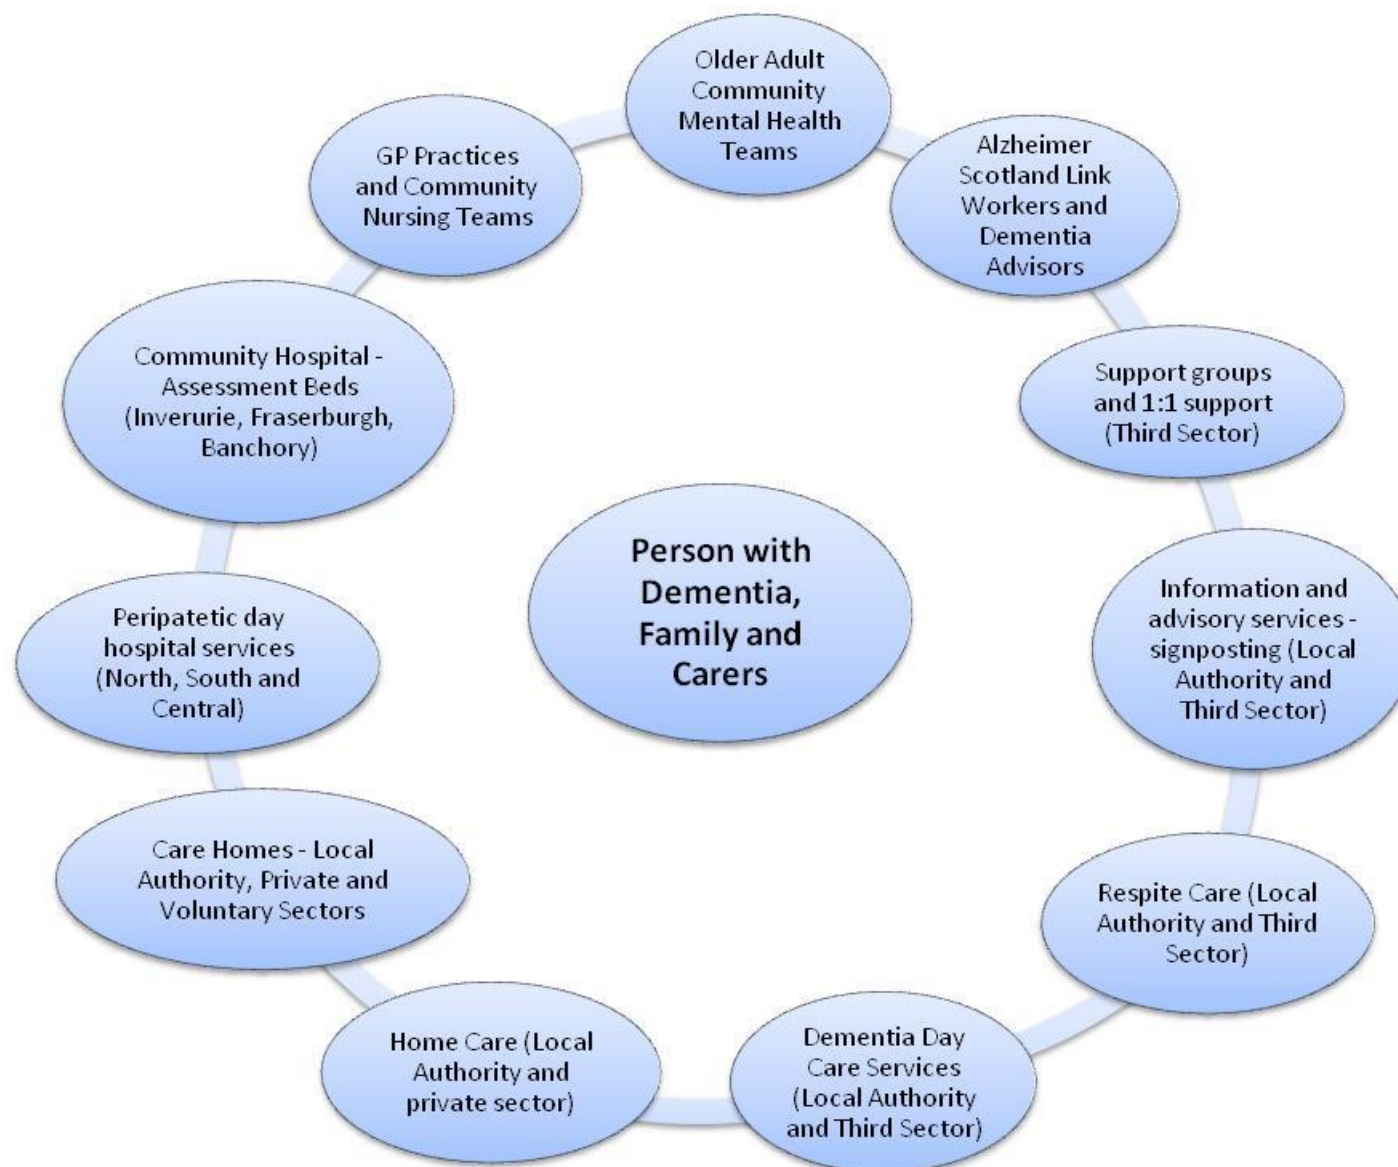 Older Adult
Community
Mental Health
Teams
Alzheimer
Scotland Link
Workers and
Dementia
Advisors
Support groups
and 1:1 support
(Third Sector)
Information and
advisory services -
signposting (Local
Authority and
Third Sector)
Respite Care (Local
Authority and Third
Sector)
Dementia Day
Care Services
(Local Authority
and Third Sector)
Home Care (Local
Authority and
private sector)
Care Homes - Local
Authority, Private and
Voluntary Sectors
Peripatetic day
hospital services
(North, South and
Central)
Community Hospital -
Assessment Beds
(Inverurie, Fraserburgh,
Banchory)
GP Practices
and Community
Nursing Teams
Person with
Dementia,
Family and
Carers